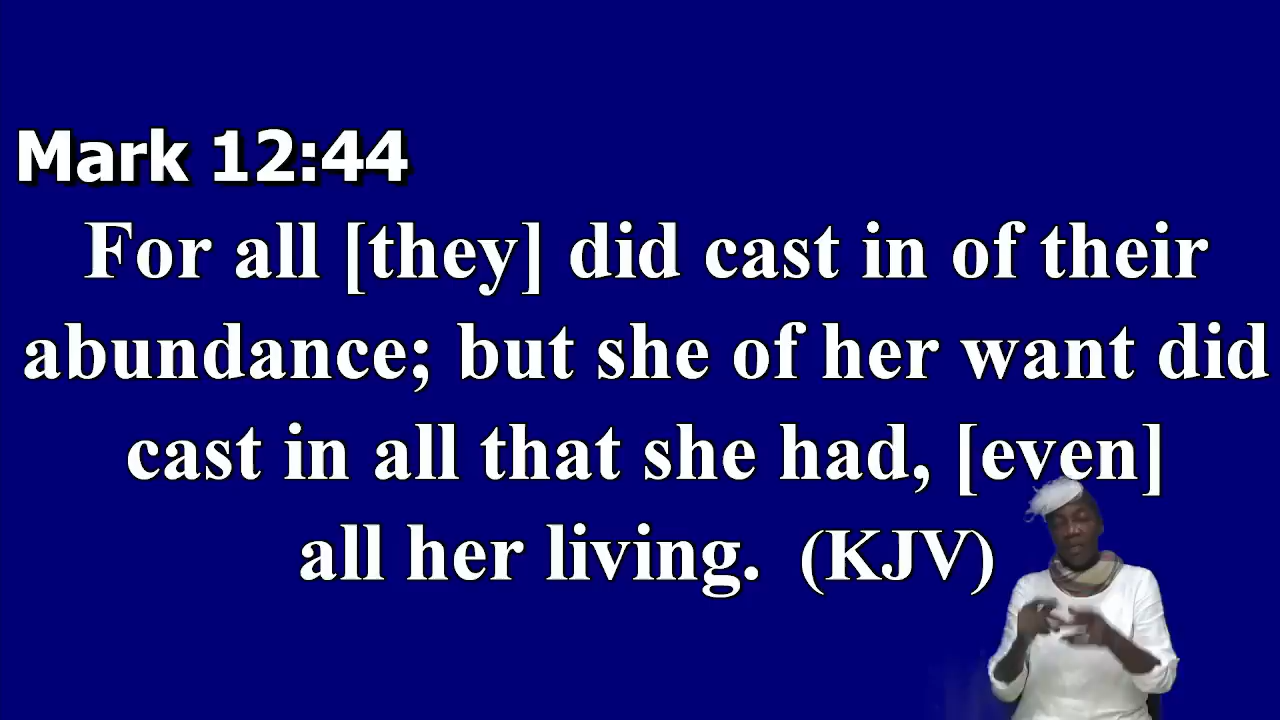 Mark 12:44
For all [they] did cast in of their
abundance; but she of her want did
cast in all that she had, [even]
all her living. (KJV)